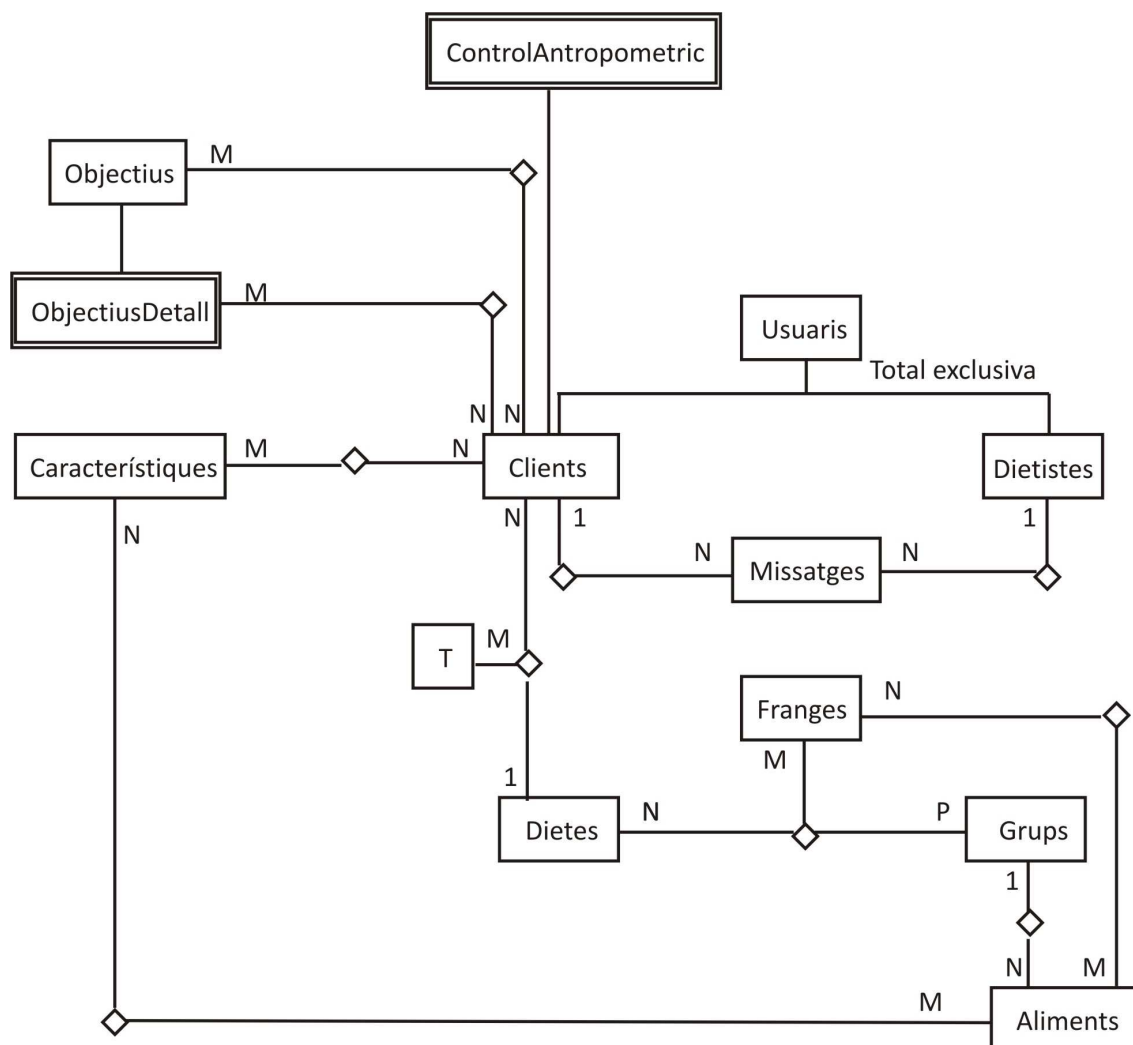 ControlAntropometric
Objectius
M
ObjectiusDetall
M
Usuaris
Total exclusiva
N
N
Característiques
M
N
Clients
Dietistes
N
N
1
1
N
Missatges
N
T
M
Franges
N
M
1
Dietes
N
P
Grups
1
N
M
M
Aliments